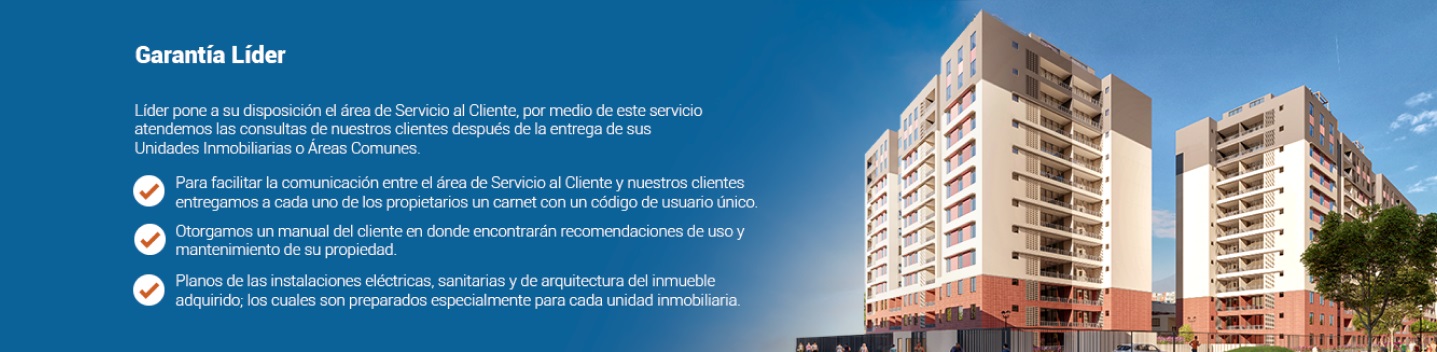 Garantía Líder
Líder pone a su disposición el área de Servicio al Cliente, por medio de este servicio
atendemos las consultas de nuestros clientes después de la entrega de sus
Unidades Inmobiliarias o Áreas Comunes.
Para facilitar la comunicación entre el área de Servicio al Cliente y nuestros clientes
entregamos a cada uno de los propietarios un carnet con un código de usuario único.
Otorgamos un manual del cliente en donde encontrarán recomendaciones de uso y
mantenimiento de su propiedad.
Planos de las instalaciones eléctricas, sanitarias y de arquitectura del inmueble
adquirido; los cuales son preparados especialmente para cada unidad inmobiliaria.